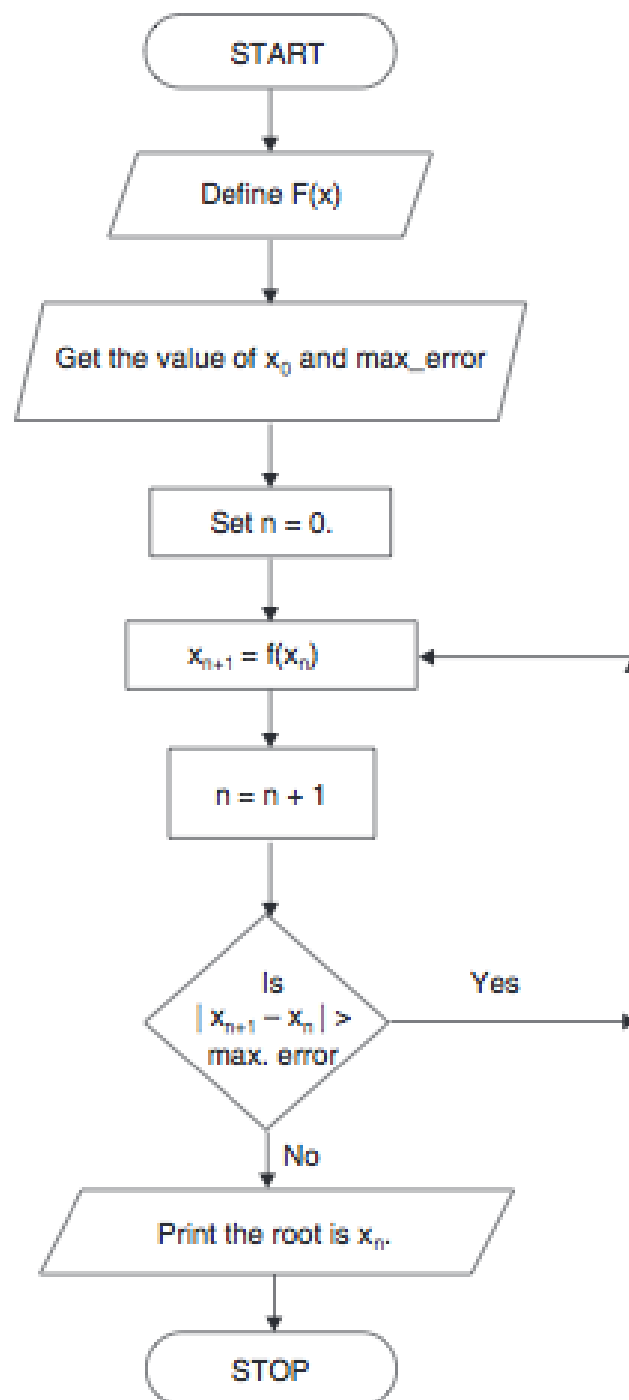 START
Define F(x)
Get the value of x₀ and max_error
Set n = 0.
xₙ₊₁ = f(xₙ)
n = n + 1
Is
| xₙ₊₁ – xₙ | >
max. error
Yes
No
Print the root is xₙ.
STOP